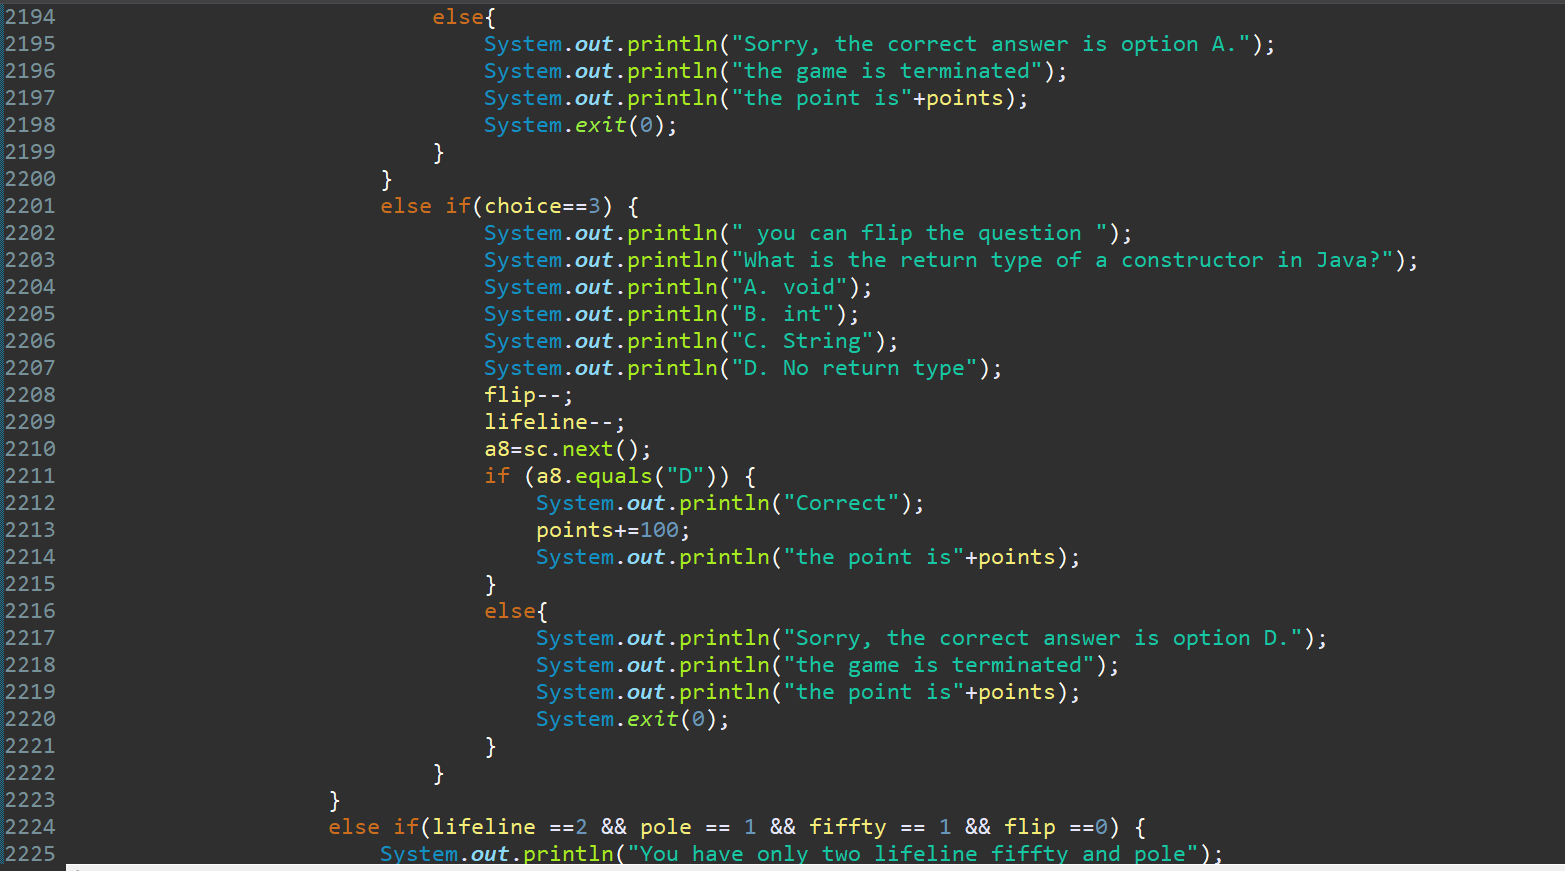 2194 else{
2195 System.out.println("Sorry, the correct answer is option A.");
2196 System.out.println("the game is terminated");
2197 System.out.println("the point is"+points);
2198 System.exit(0);
2199 }
2200 }
2201 else if(choice==3) {
2202 System.out.println(" you can flip the question ");
2203 System.out.println("What is the return type of a constructor in Java?");
2204 System.out.println("A. void");
2205 System.out.println("B. int");
2206 System.out.println("C. String");
2207 System.out.println("D. No return type");
2208 flip--;
2209 lifeline--;
2210 a8=sc.next();
2211 if (a8.equals("D")) {
2212 System.out.println("Correct");
2213 points+=100;
2214 System.out.println("the point is"+points);
2215 }
2216 else{
2217 System.out.println("Sorry, the correct answer is option D.");
2218 System.out.println("the game is terminated");
2219 System.out.println("the point is"+points);
2220 System.exit(0);
2221 }
2222 }
2223 }
2224 else if(lifeline ==2 && pole == 1 && fiffty == 1 && flip ==0) {
2225 System.out.println("You have only two lifeline fiffty and pole");